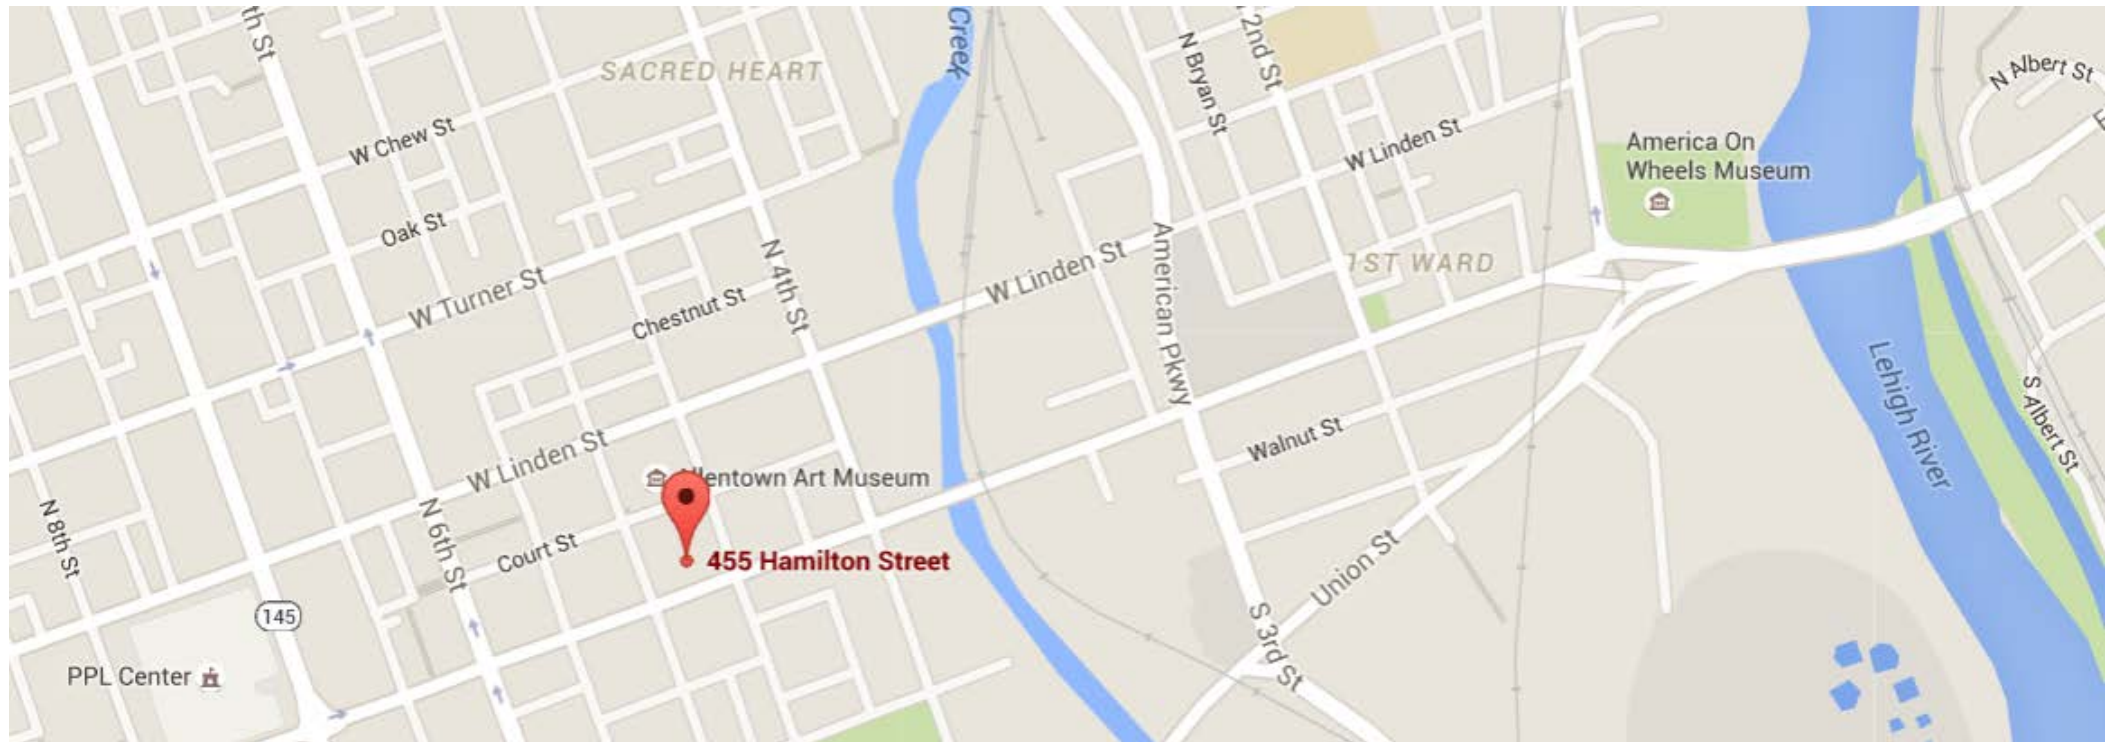 th St
Creek
2nd St
N Bryan St
SACRED HEART
N Albert St
W Chew St
W Linden St
America On
Wheels Museum
Oak St
N 4th St
American Pkwy
W Linden St
1ST WARD
W Turner St
Chestnut St
Lehigh River
S Albert St
Walnut St
W Linden St
Allentown Art Museum
N 8th St
N 6th St
Court St
455 Hamilton Street
Union St
145
S 3rd St
PPL Center